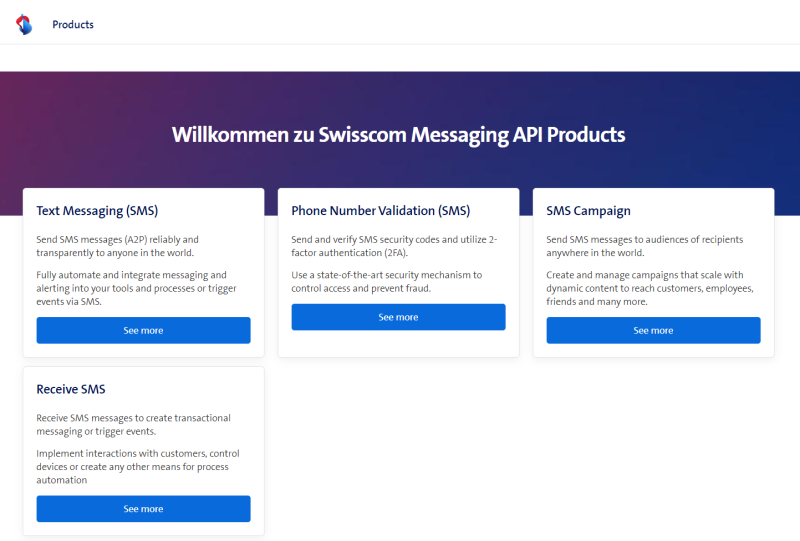 Products
Willkommen zu Swisscom Messaging API Products
Text Messaging (SMS)
Send SMS messages (A2P) reliably and
transparently to anyone in the world.
Fully automate and integrate messaging and
alerting into your tools and processes or trigger
events via SMS.
See more
Phone Number Validation (SMS)
Send and verify SMS security codes and utilize 2-
factor authentication (2FA).
Use a state-of-the-art security mechanism to
control access and prevent fraud.
See more
SMS Campaign
Send SMS messages to audiences of recipients
anywhere in the world.
Create and manage campaigns that scale with
dynamic content to reach customers, employees,
friends and many more.
See more
Receive SMS
Receive SMS messages to create transactional
messaging or trigger events.
Implement interactions with customers, control
devices or create any other means for process
automation
See more